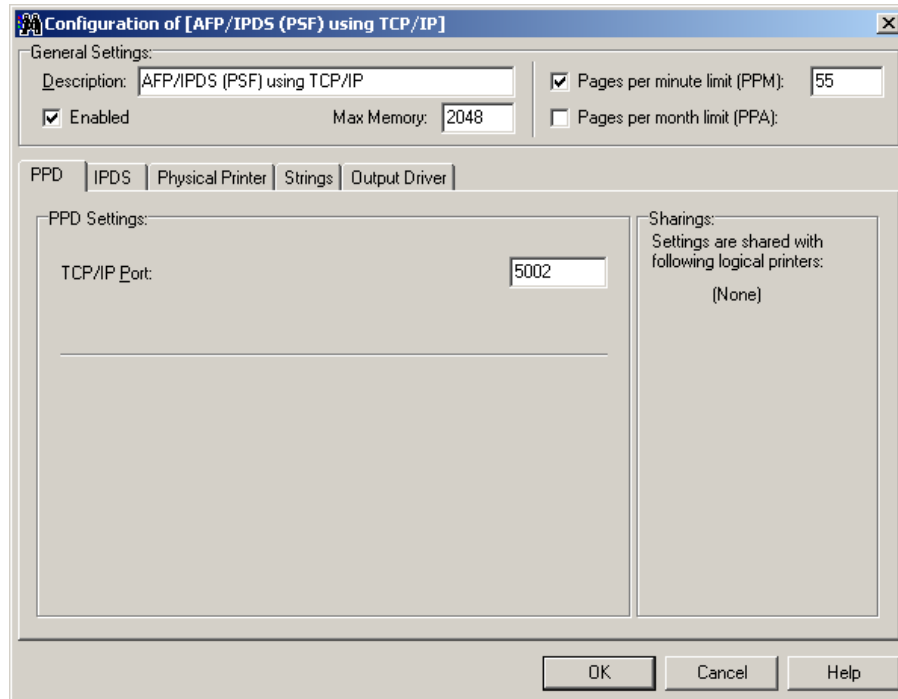 Configuration of [AFP/IPDS (PSF) using TCP/IP]
General Settings:
Description: AFP/IPDS (PSF) using TCP/IP
Enabled Max Memory: 2048
Pages per minute limit (PPM): 55
Pages per month limit (PPA):
PPD IPDS Physical Printer Strings Output Driver
PPD Settings:
TCP/IP Port: 5002
Sharings:
Settings are shared with
following logical printers:
(None)
OK Cancel Help